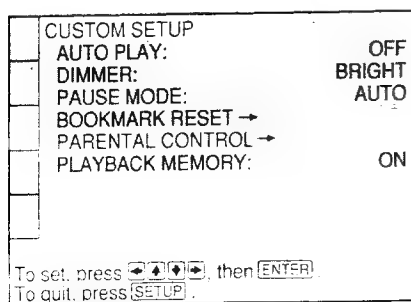 CUSTOM SETUP
AUTO PLAY: OFF
DIMMER: BRIGHT
PAUSE MODE: AUTO
BOOKMARK RESET →
PARENTAL CONTROL →
PLAYBACK MEMORY: ON
To set, press ← ↑ ↓ →, then ENTER.
To quit, press SETUP.